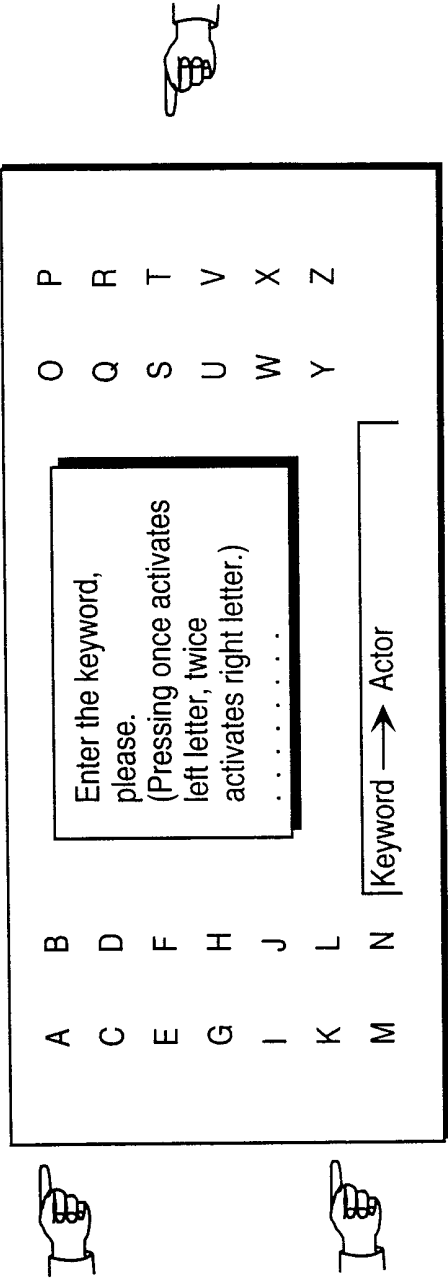 A B O P
C D Q R
E F S T
G H U V
I J W X
K L Y Z
M N
Enter the keyword,
please.
(Pressing once activates
left letter, twice
activates right letter.)
. . . . . . . . . .
Keyword → Actor